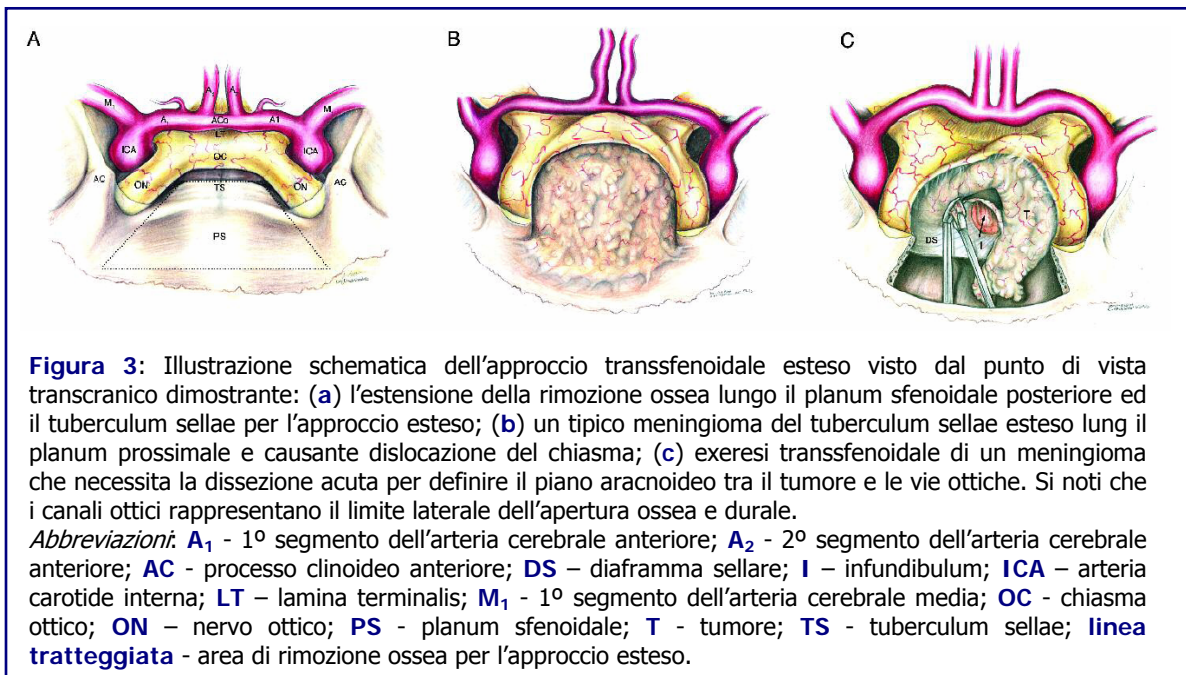 A B C
A₂ A₂
M₁ A₁ ACo A1 M₁
LT
ICA OC ICA
AC ON TS ON AC
PS
T
DS I
Figura 3: Illustrazione schematica dell'approccio transsfenoidale esteso visto dal punto di vista
transcranico dimostrante: (a) l'estensione della rimozione ossea lungo il planum sfenoidale posteriore ed
il tuberculum sellae per l'approccio esteso; (b) un tipico meningioma del tuberculum sellae esteso lung il
planum prossimale e causante dislocazione del chiasma; (c) exeresi transsfenoidale di un meningioma
che necessita la dissezione acuta per definire il piano aracnoideo tra il tumore e le vie ottiche. Si noti che
i canali ottici rappresentano il limite laterale dell'apertura ossea e durale.
Abbreviazioni: A₁ - 1º segmento dell'arteria cerebrale anteriore; A₂ - 2º segmento dell'arteria cerebrale
anteriore; AC - processo clinoideo anteriore; DS – diaframma sellare; I – infundibulum; ICA – arteria
carotide interna; LT – lamina terminalis; M₁ - 1º segmento dell'arteria cerebrale media; OC - chiasma
ottico; ON – nervo ottico; PS - planum sfenoidale; T - tumore; TS - tuberculum sellae; linea
tratteggiata - area di rimozione ossea per l'approccio esteso.